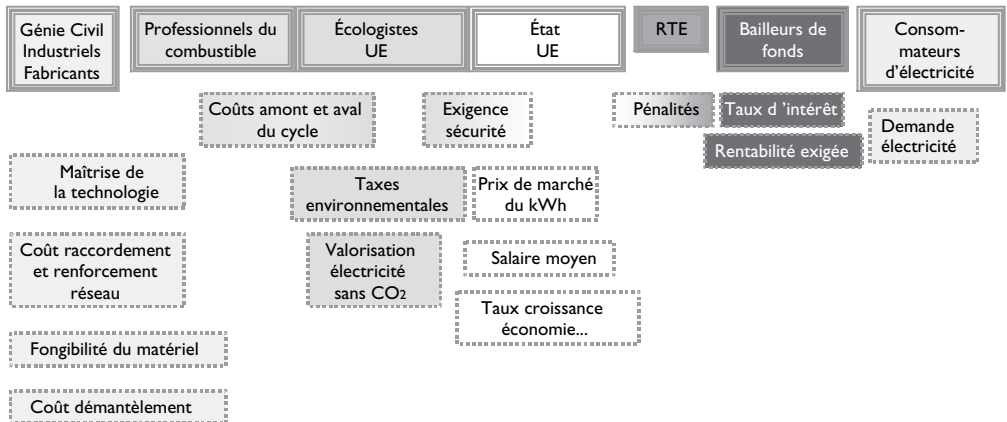 Génie Civil
Industriels
Fabricants
Professionnels du
combustible
Écologistes
UE
État
UE
RTE
Bailleurs de
fonds
Consom-
mateurs
d'électricité
Coûts amont et aval
du cycle
Exigence
sécurité
Pénalités
Taux d 'intérêt
Demande
électricité
Rentabilité exigée
Maîtrise de
la technologie
Taxes
environnementales
Prix de marché
du kWh
Coût raccordement
et renforcement
réseau
Valorisation
électricité
sans CO2
Salaire moyen
Taux croissance
économie...
Fongibilité du matériel
Coût démantèlement